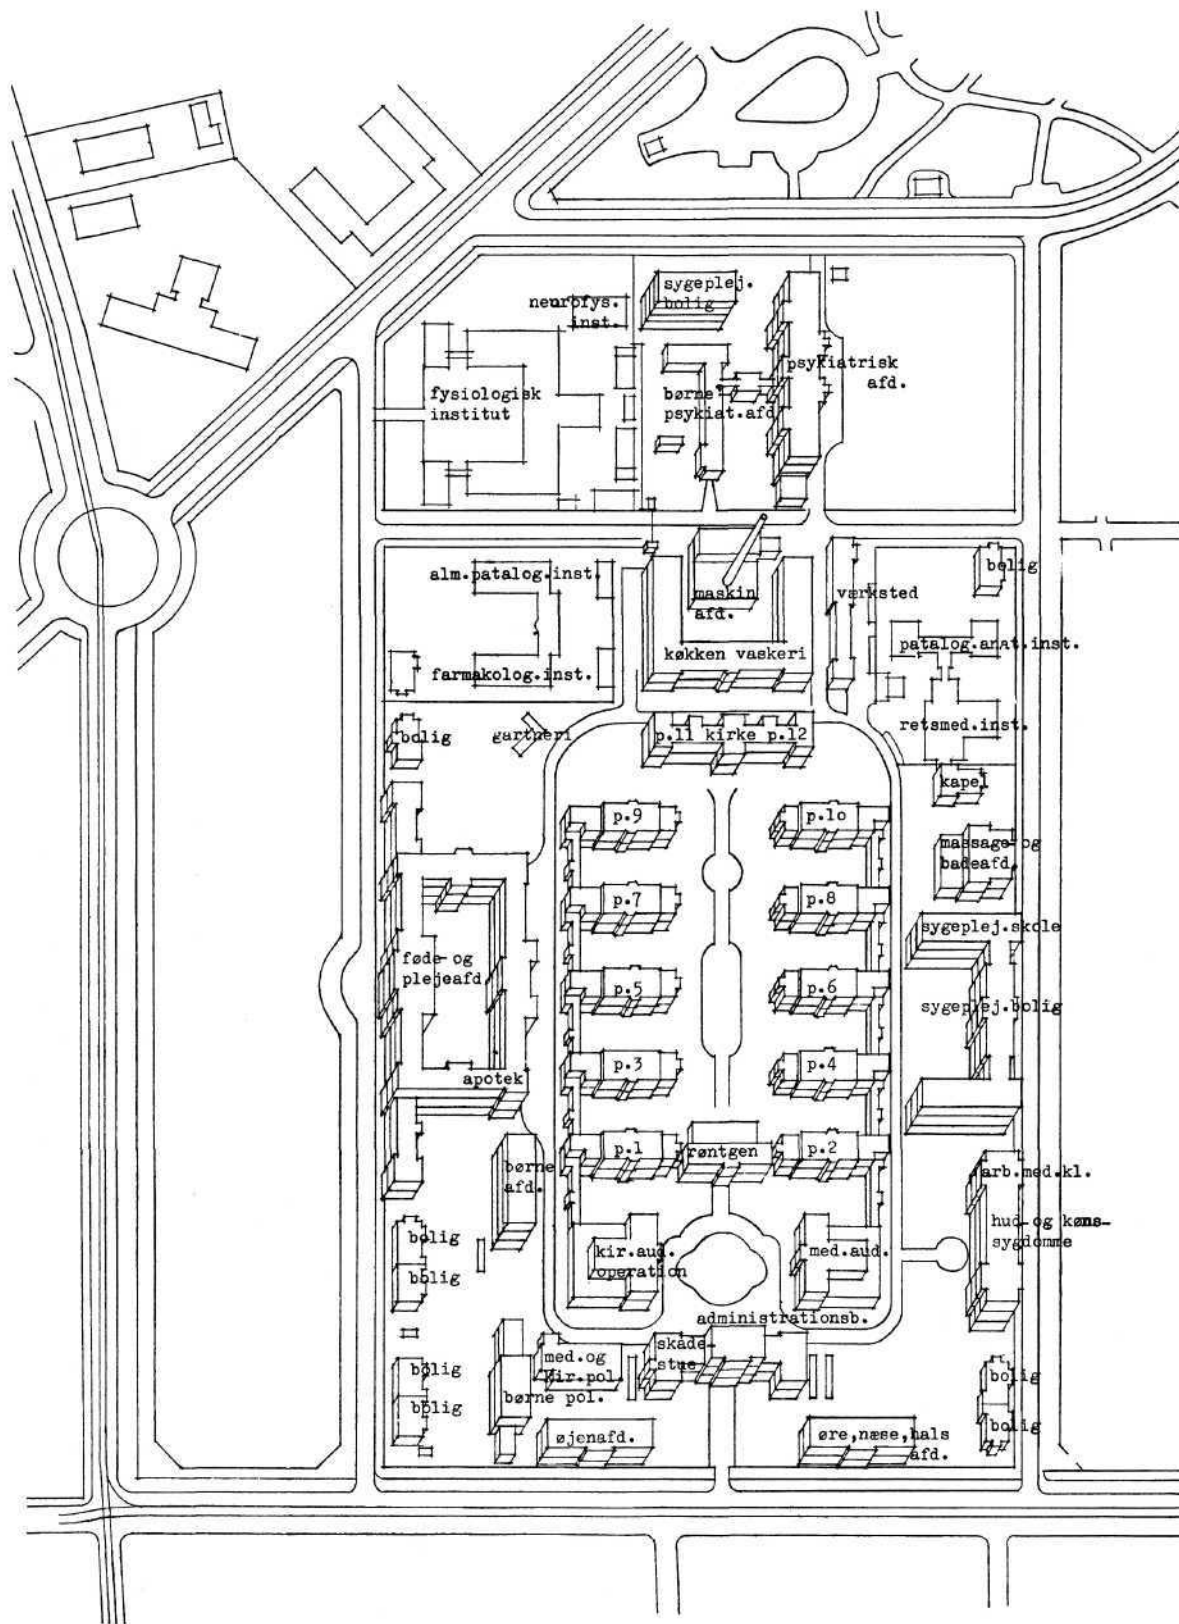 sygeplej.
bolig
neurofys.
inst.
psykiatrisk
afd.
fysiologisk
institut
børne
psykiat.afd
alm.patalog.inst.
maskin
afd.
værksted
bolig
patalog.anat.inst.
køkken vaskeri
farmakolog.inst.
bolig
gartneri
p.11 kirke p.12
retsmed.inst.
kapel
p.9
p.10
massage-og
badeafd.
p.7
p.8
sygeplej.skole
føde-og
plejeafd
p.5
p.6
sygeplej.bolig
apotek
p.3
p.4
børne
afd.
p.1
røntgen
p.2
arb.med.kl.
hud-og køns-
sygdomme
bolig
bolig
kir.aud.
operation
med.aud.
administrationsb.
skade-
stue
med.og
kir.pol.
børne pol.
bolig
bolig
bolig
bolig
øjenafd.
øre,næse,hals
afd.